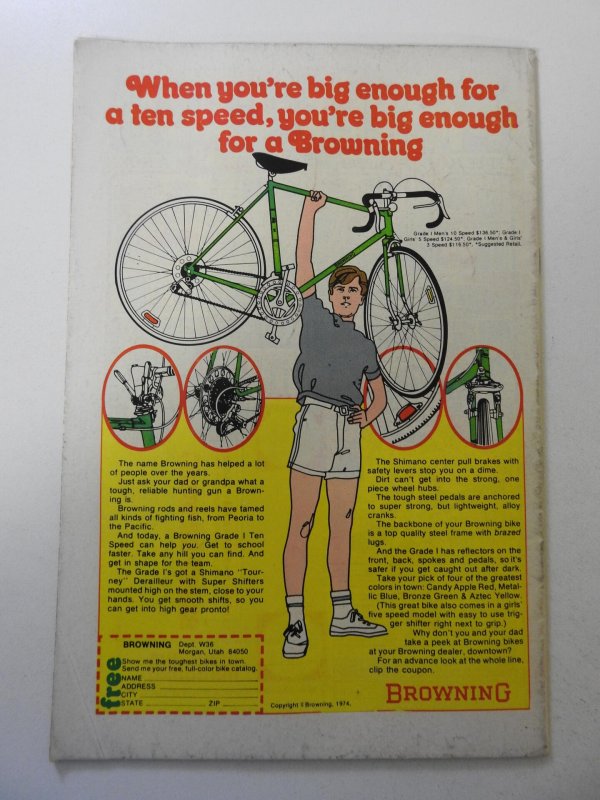 When you're big enough for
a ten speed, you're big enough
for a Browning
Grade I Men's 10 Speed $136.50*; Grade I
Girls' 5 Speed $124.50*; Grade I Men's & Girls'
3 Speed $116.50*. *Suggested Retail.
The name Browning has helped a lot
of people over the years.
Just ask your dad or grandpa what a
tough, reliable hunting gun a Brown-
ing is.
Browning rods and reels have tamed
all kinds of fighting fish, from Peoria to
the Pacific.
And today, a Browning Grade I Ten
Speed can help you. Get to school
faster. Take any hill you can find. And
get in shape for the team.
The Grade I's got a Shimano "Tour-
ney" Derailleur with Super Shifters
mounted high on the stem, close to your
hands. You get smooth shifts, so you
can get into high gear pronto!
The Shimano center pull brakes with
safety levers stop you on a dime.
Dirt can't get into the strong, one
piece wheel hubs.
The tough steel pedals are anchored
to super strong, but lightweight, alloy
cranks.
The backbone of your Browning bike
is a top quality steel frame with brazed
lugs.
And the Grade I has reflectors on the
front, back, spokes and pedals, so it's
safer if you get caught out after dark.
Take your pick of four of the greatest
colors in town: Candy Apple Red, Metal-
lic Blue, Bronze Green & Aztec Yellow.
(This great bike also comes in a girls'
five speed model with easy to use trig-
ger shifter right next to grip.)
Why don't you and your dad
take a peek at Browning bikes
at your Browning dealer, downtown?
For an advance look at the whole line,
clip the coupon.
BROWNING Dept. W36
Morgan, Utah 84050
free
Show me the toughest bikes in town.
Send me your free, full-color bike catalog.
NAME
ADDRESS
CITY
STATE ZIP
Copyright © Browning, 1974.
BROWNING